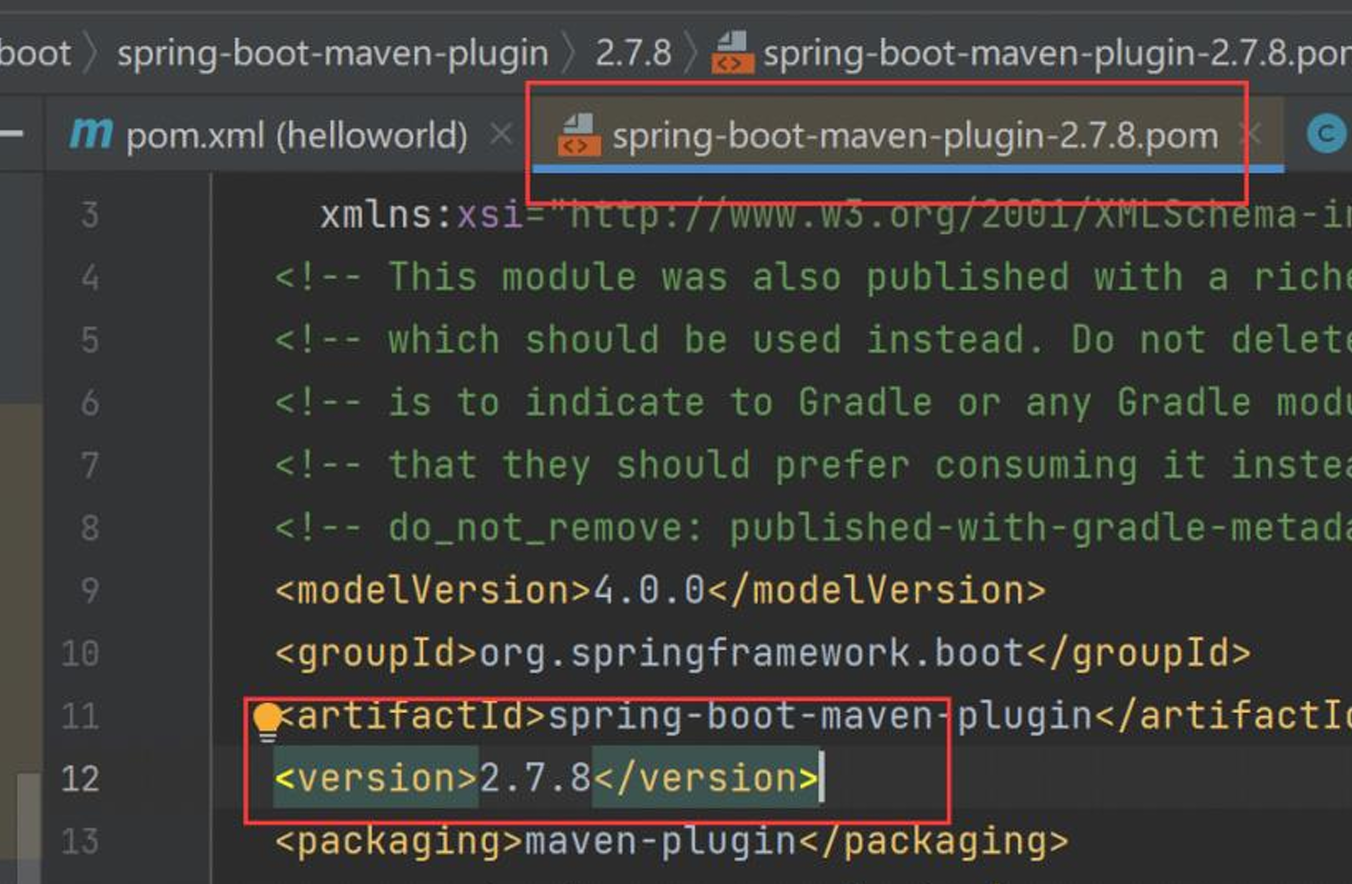 boot 〉 spring-boot-maven-plugin 〉 2.7.8 〉 spring-boot-maven-plugin-2.7.8.pom
m pom.xml (helloworld) × spring-boot-maven-plugin-2.7.8.pom × C
3 xmlns:xsi="http://www.w3.org/2001/XMLSchema-in
4 <!-- This module was also published with a riche
5 <!-- which should be used instead. Do not delete
6 <!-- is to indicate to Gradle or any Gradle modu
7 <!-- that they should prefer consuming it instea
8 <!-- do_not_remove: published-with-gradle-metada
9 <modelVersion>4.0.0</modelVersion>
10 <groupId>org.springframework.boot</groupId>
11 <artifactId>spring-boot-maven-plugin</artifactId
12 <version>2.7.8</version>
13 <packaging>maven-plugin</packaging>